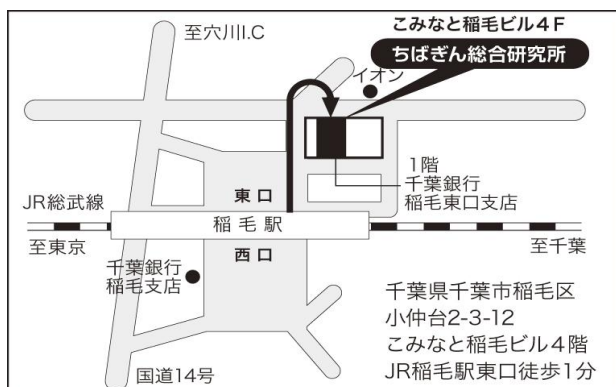 至穴川I.C
こみなと稲毛ビル4F
ちばぎん総合研究所
イオン
1階
千葉銀行
稲毛東口支店
東口
JR総武線
稲毛駅
至東京
西口
至千葉
千葉銀行
稲毛支店
千葉県千葉市稲毛区
小仲台2-3-12
こみなと稲毛ビル4階
JR稲毛駅東口徒歩1分
国道14号